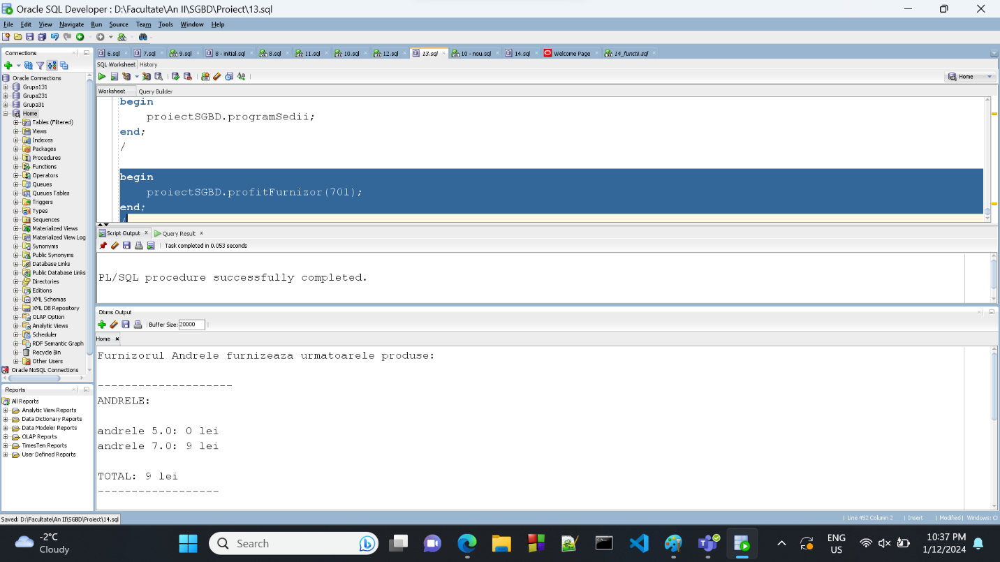 Oracle SQL Developer : D:\Facultate\An II\SGBD\Proiect\13.sql
File Edit View Navigate Run Source Team Tools Window Help
Connections
Oracle Connections
Grupa131
Grupa231
Grupa31
Home
Tables (Filtered)
Views
Indexes
Packages
Procedures
Functions
Operators
Queues
Queues Tables
Triggers
Types
Sequences
Materialized Views
Materialized View Log
Synonyms
Public Synonyms
Database Links
Public Database Links
Directories
Editions
XML Schemas
XML DB Repository
OLAP Option
Analytic Views
Scheduler
RDF Semantic Graph
Recycle Bin
Other Users
Oracle NoSQL Connections
Reports
All Reports
Analytic View Reports
Data Dictionary Reports
Data Modeler Reports
OLAP Reports
TimesTen Reports
User Defined Reports
6.sql 7.sql 9.sql 8 - initial.sql 8.sql 11.sql 10.sql 12.sql 13.sql 10 - nou.sql 14.sql Welcome Page 14_functii.sql
SQL Worksheet History
Home
Worksheet Query Builder
begin
proiectSGBD.programSedii;
end;
/
begin
proiectSGBD.profitFurnizor(701);
end;
/
Script Output Query Result
Task completed in 0.053 seconds
PL/SQL procedure successfully completed.
Dbms Output
Buffer Size: 20000
Home
Furnizorul Andrele furnizeaza urmatoarele produse:
--------------------
ANDRELE:
andrele 5.0: 0 lei
andrele 7.0: 9 lei
TOTAL: 9 lei
------------------
Saved: D:\Facultate\An II\SGBD\Proiect\14.sql
Line 452 Column 2 Insert Modified Windows: Cl
-2°C
Cloudy
Search
ENG
US
10:37 PM
1/12/2024